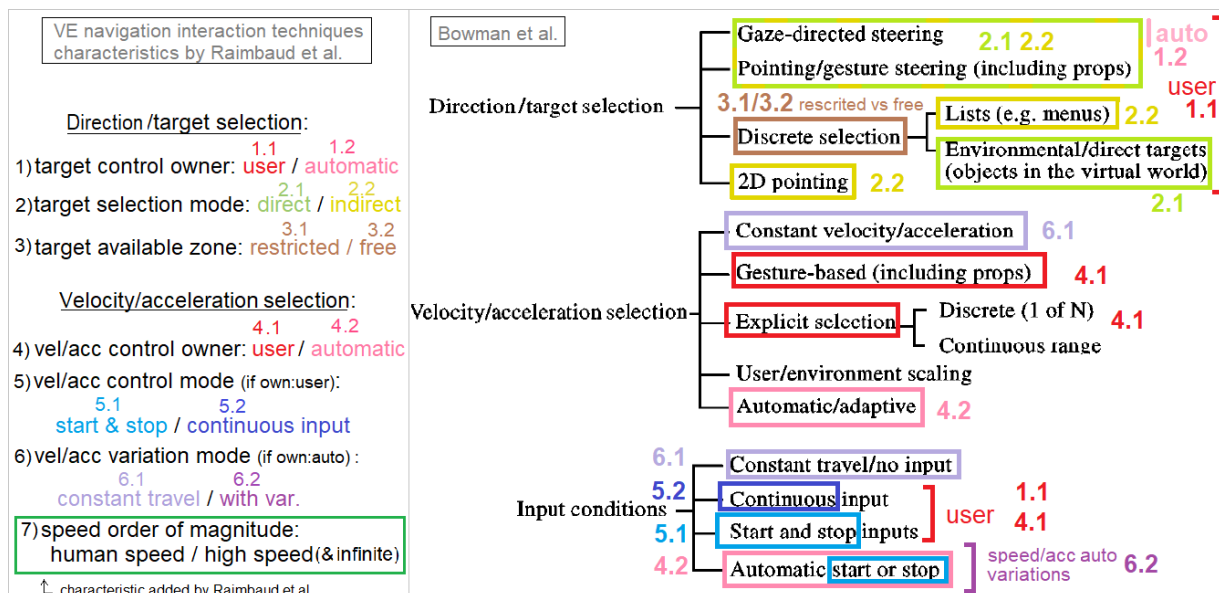 VE navigation interaction techniques
characteristics by Raimbaud et al.
Direction/target selection:
1.1 1.2
1) target control owner: user / automatic
2.1 2.2
2) target selection mode: direct / indirect
3.1 3.2
3) target available zone: restricted / free
Velocity/acceleration selection:
4.1 4.2
4) vel/acc control owner: user / automatic
5) vel/acc control mode (if own:user):
5.1 5.2
start & stop / continuous input
6) vel/acc variation mode (if own:auto) :
6.1 6.2
constant travel / with var.
7) speed order of magnitude:
human speed / high speed (& infinite)
characteristic added by Raimbaud et al.
Bowman et al.
Direction/target selection
Gaze-directed steering 2.1 2.2 auto
Pointing/gesture steering (including props) 1.2
3.1/3.2 rescrited vs free
user
1.1
Discrete selection
Lists (e.g. menus) 2.2
Environmental/direct targets
(objects in the virtual world)
2.1
2D pointing 2.2
Velocity/acceleration selection
Constant velocity/acceleration 6.1
Gesture-based (including props) 4.1
Explicit selection
Discrete (1 of N) 4.1
Continuous range
User/environment scaling
Automatic/adaptive 4.2
Input conditions
6.1 Constant travel/no input
5.2 Continuous input 1.1
user
5.1 Start and stop inputs 4.1
4.2 Automatic start or stop
speed/acc auto
variations 6.2